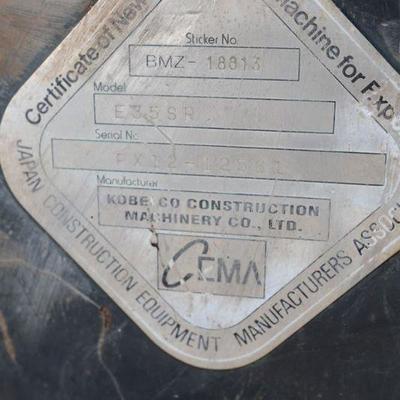 Certificate of New Machine for Exp
Sticker No.
BMZ-18813
Model
E35SR
Serial No.
Manufacturer
KOBELCO CONSTRUCTION
MACHINERY CO., LTD.
CEMA
JAPAN CONSTRUCTION EQUIPMENT MANUFACTURERS ASSOC